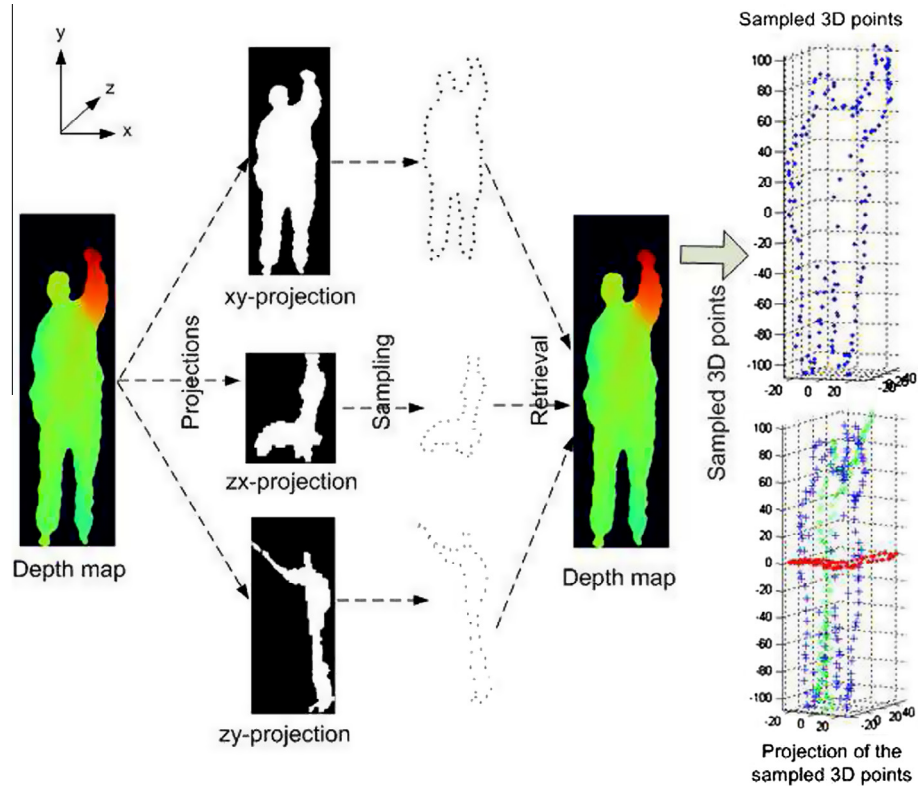 y
z
x
Depth map
xy-projection
Projections
zx-projection
Sampling
zy-projection
Retrieval
Depth map
Sampled 3D points
Sampled 3D points
100
80
60
40
20
0
-20
-40
-60
-80
-100
-20 0 20
100
80
60
40
20
0
-20
-40
-60
-80
-100
-20 0 20
-20 0 20 40
Projection of the
sampled 3D points